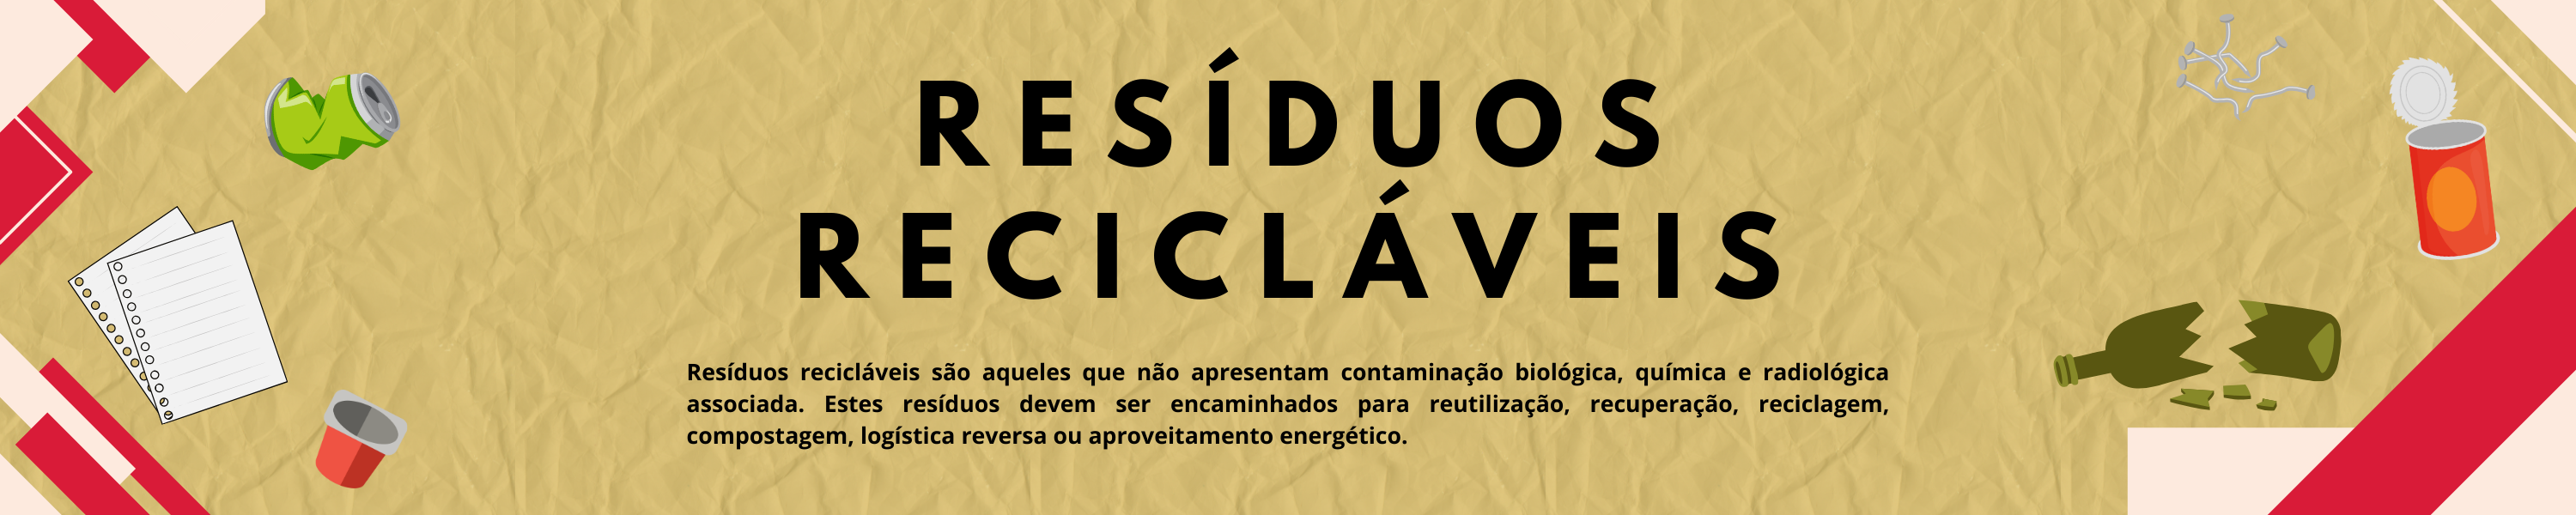 RESÍDUOS
RECICLÁVEIS
Resíduos recicláveis são aqueles que não apresentam contaminação biológica, química e radiológica
associada. Estes resíduos devem ser encaminhados para reutilização, recuperação, reciclagem,
compostagem, logística reversa ou aproveitamento energético.